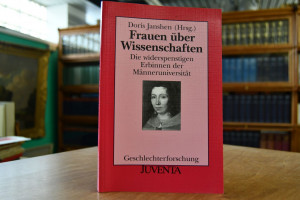 Doris Janshen (Hrsg.)
Frauen über
Wissenschaften
Die widerspenstigen
Erbinnen der
Männeruniversität
Geschlechterforschung
JUVENTA